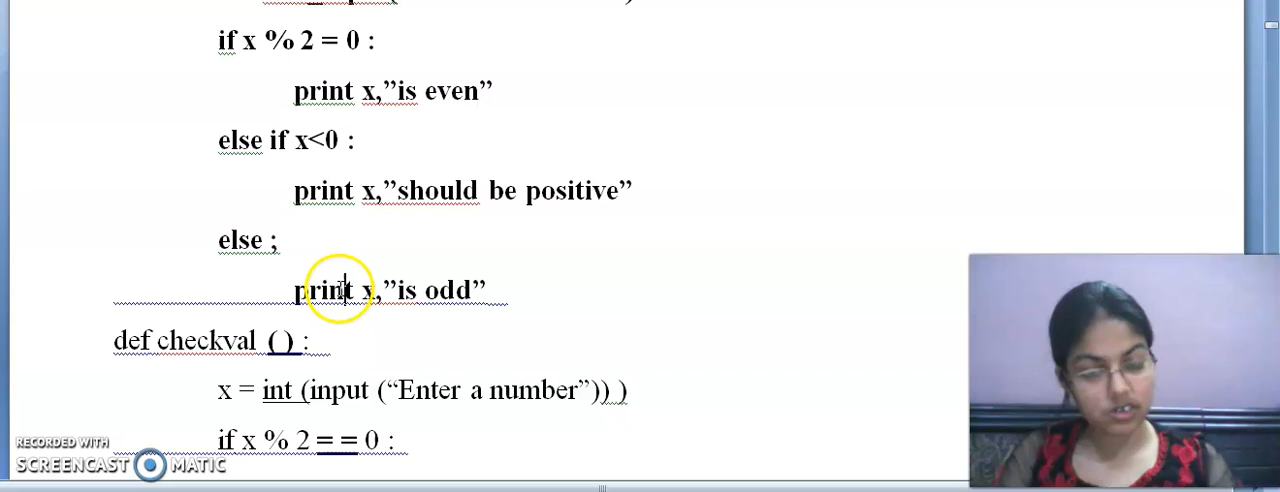 if x % 2 = 0 :
print x,”is even”
else if x<0 :
print x,”should be positive”
else ;
print x,”is odd”
def checkval ( ) :
x = int (input (“Enter a number”)) )
if x % 2 = = 0 :
RECORDED WITH
SCREENCAST MATIC